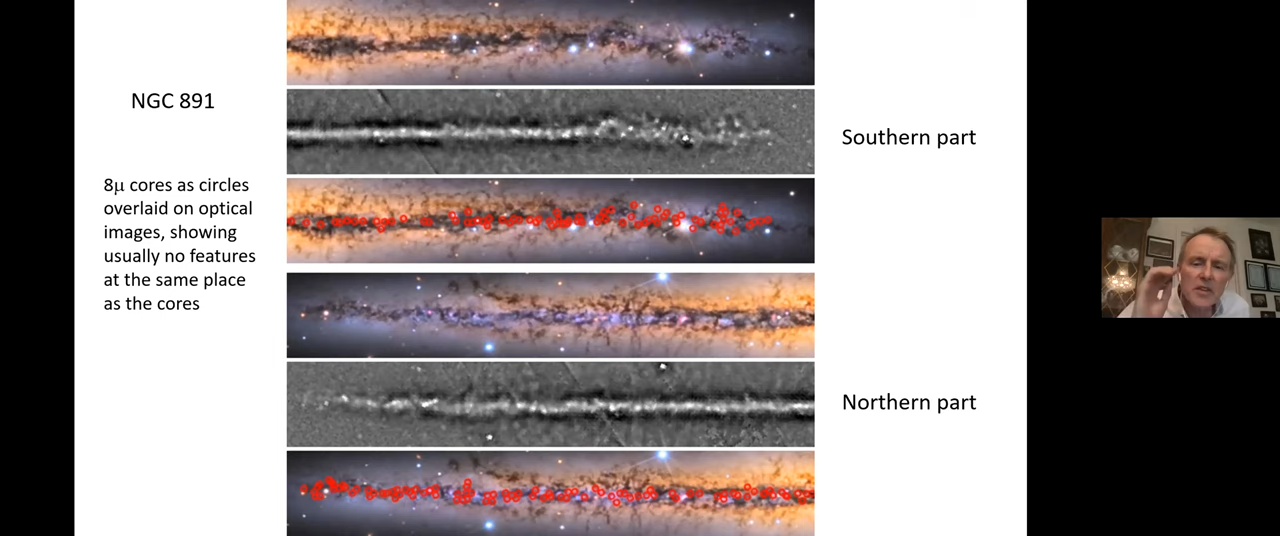 NGC 891
8μ cores as circles
overlaid on optical
images, showing
usually no features
at the same place
as the cores
Southern part
Northern part